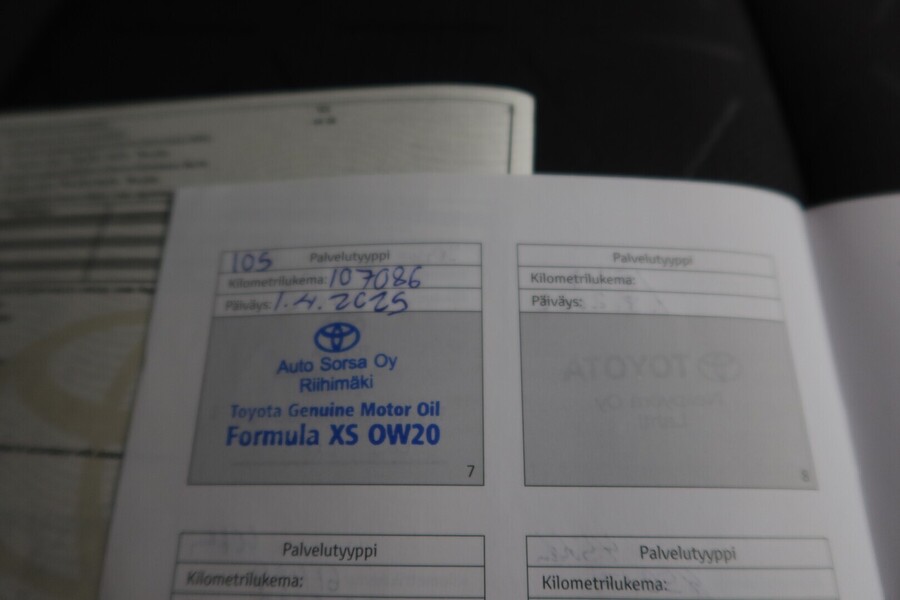 105 Palvelutyyppi
Kilometrilukema: 107086
Päiväys: 1.4.2025
Auto Sorsa Oy
Riihimäki
Toyota Genuine Motor Oil
Formula XS 0W20
7
Palvelutyyppi
Kilometrilukema:
Päiväys:
8
Palvelutyyppi
Kilometrilukema:
Palvelutyyppi
Kilometrilukema: